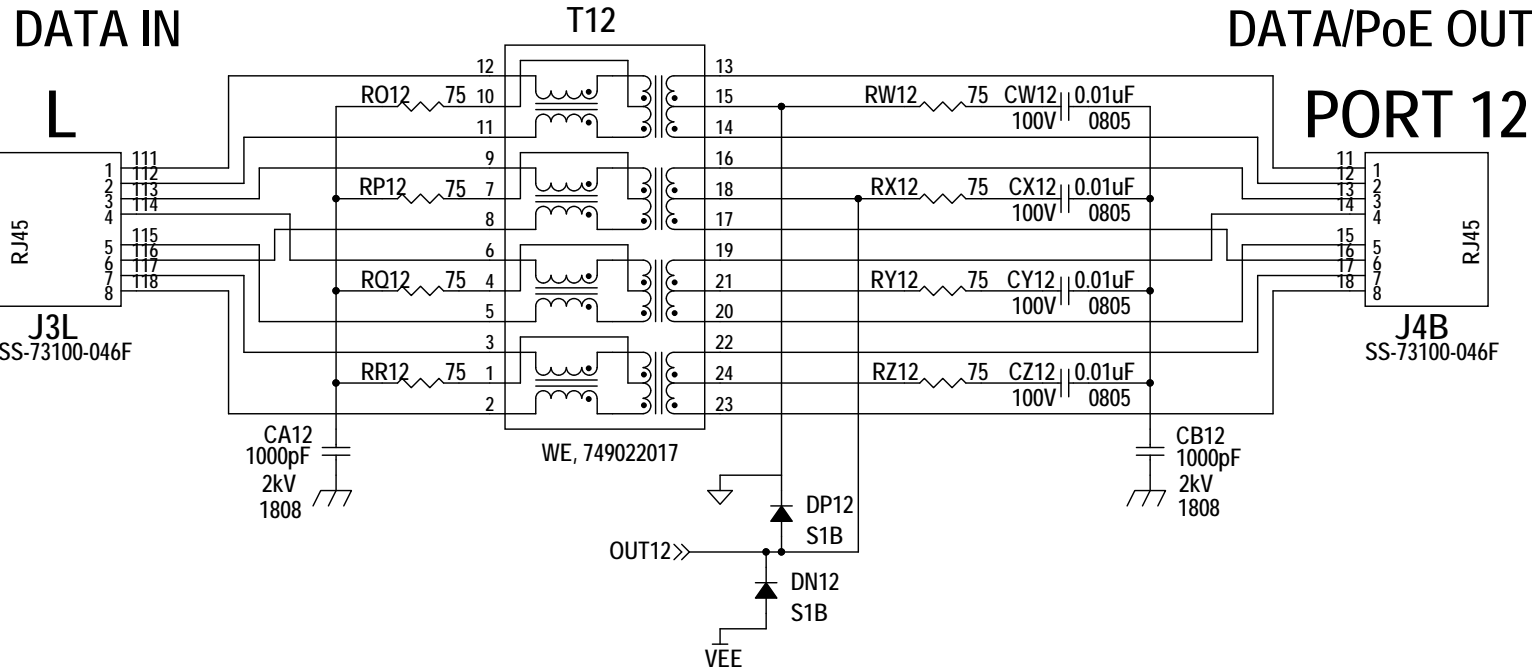 DATA IN
T12
DATA/PoE OUT
L
PORT 12
12
13
RO12 75 10
15
RW12 75 CW12 0.01uF
100V 0805
11
14
111
112
113
114
115
116
117
118
1
2
3
4
5
6
7
8
RJ45
J3L
SS-73100-046F
9
16
RP12 75 7
18
RX12 75 CX12 0.01uF
100V 0805
8
17
6
19
RQ12 75 4
21
RY12 75 CY12 0.01uF
100V 0805
5
20
3
22
RR12 75 1
24
RZ12 75 CZ12 0.01uF
100V 0805
2
23
11
12
13
14
15
16
17
18
1
2
3
4
5
6
7
8
RJ45
J4B
SS-73100-046F
CA12
1000pF
2kV
1808
WE, 749022017
CB12
1000pF
2kV
1808
DP12
S1B
OUT12
DN12
S1B
VEE